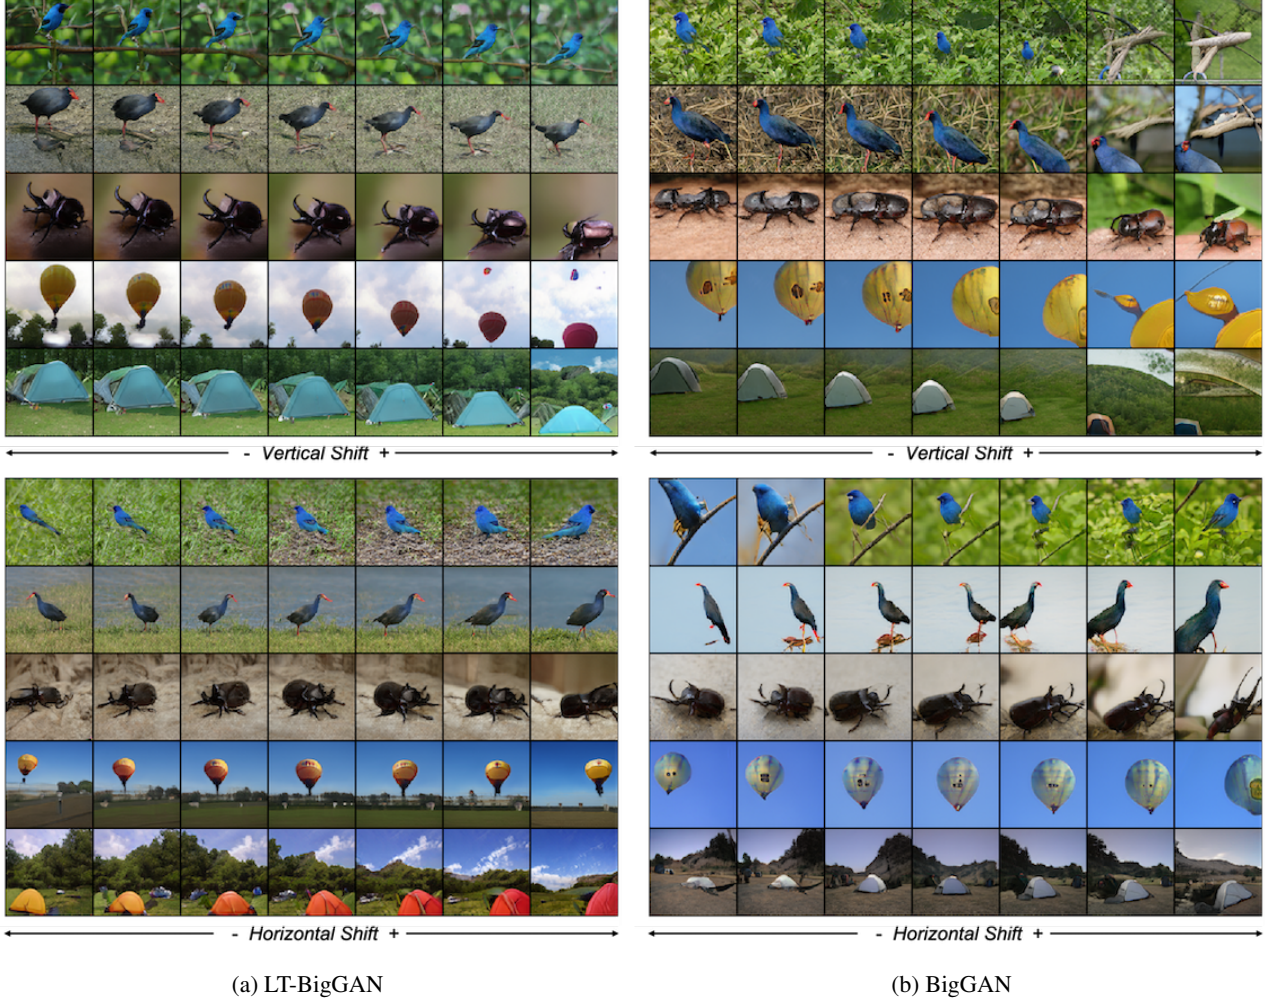 - Vertical Shift +
- Vertical Shift +
- Horizontal Shift +
- Horizontal Shift +
(a) LT-BigGAN
(b) BigGAN